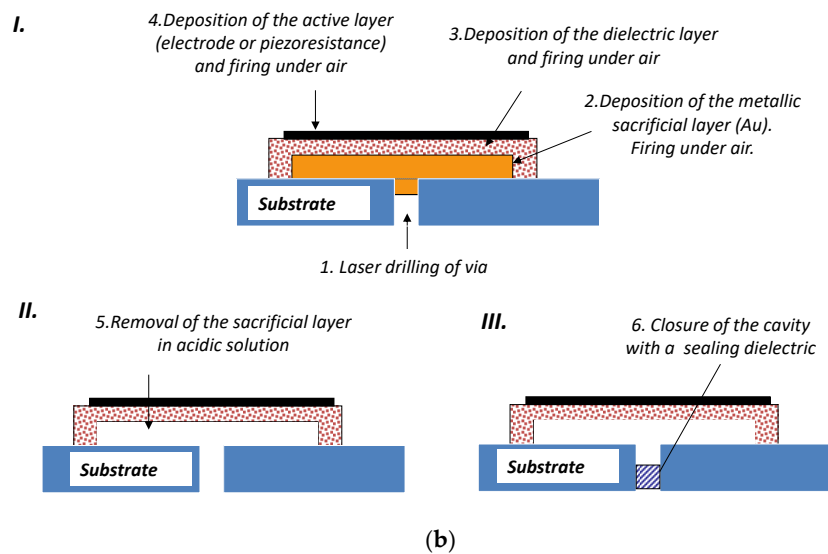 I.
4.Deposition of the active layer
(electrode or piezoresistance)
and firing under air
3.Deposition of the dielectric layer
and firing under air
2.Deposition of the metallic
sacrificial layer (Au).
Firing under air.
Substrate
1. Laser drilling of via
II.
5.Removal of the sacrificial layer
in acidic solution
Substrate
III.
6. Closure of the cavity
with a sealing dielectric
Substrate
(b)